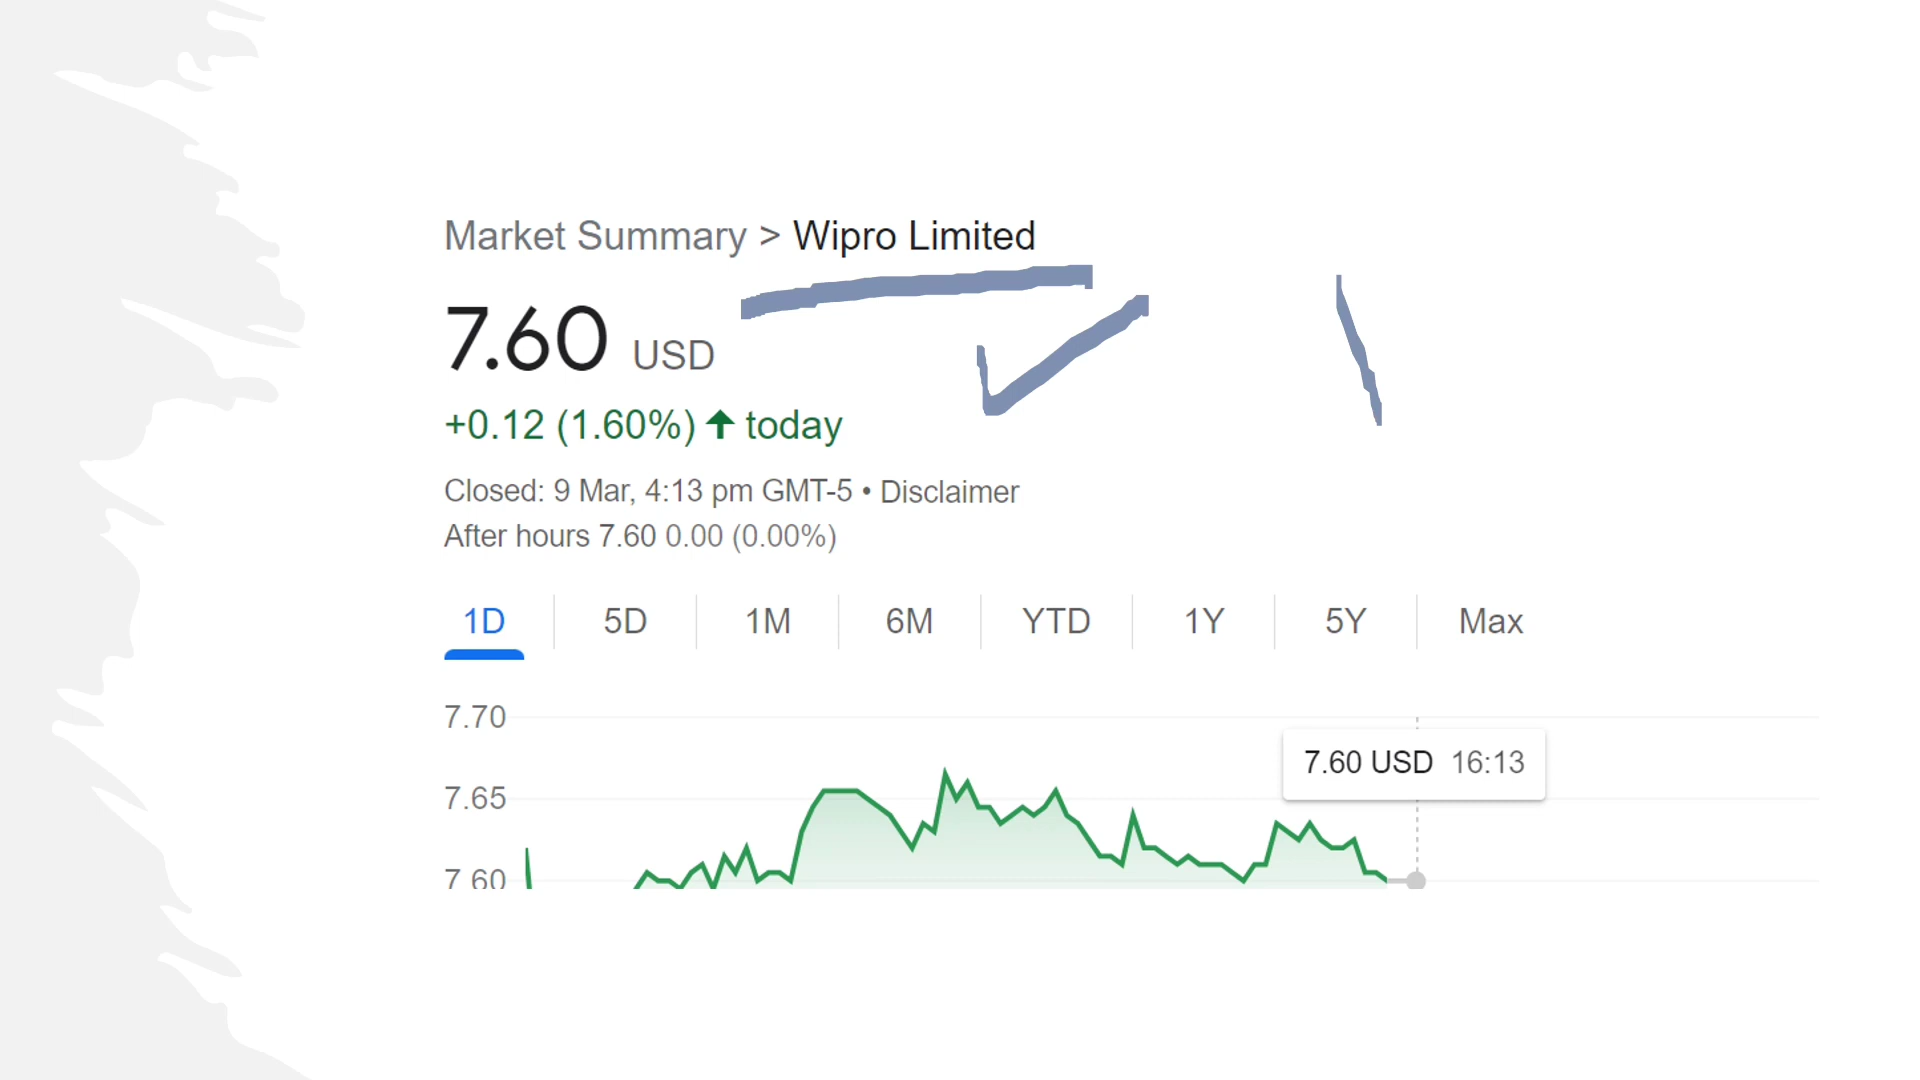 Market Summary > Wipro Limited
7.60 USD
+0.12 (1.60%) ↑ today
Closed: 9 Mar, 4:13 pm GMT-5 • Disclaimer
After hours 7.60 0.00 (0.00%)
1D 5D 1M 6M YTD 1Y 5Y Max
7.70
7.60 USD 16:13
7.65
7.60